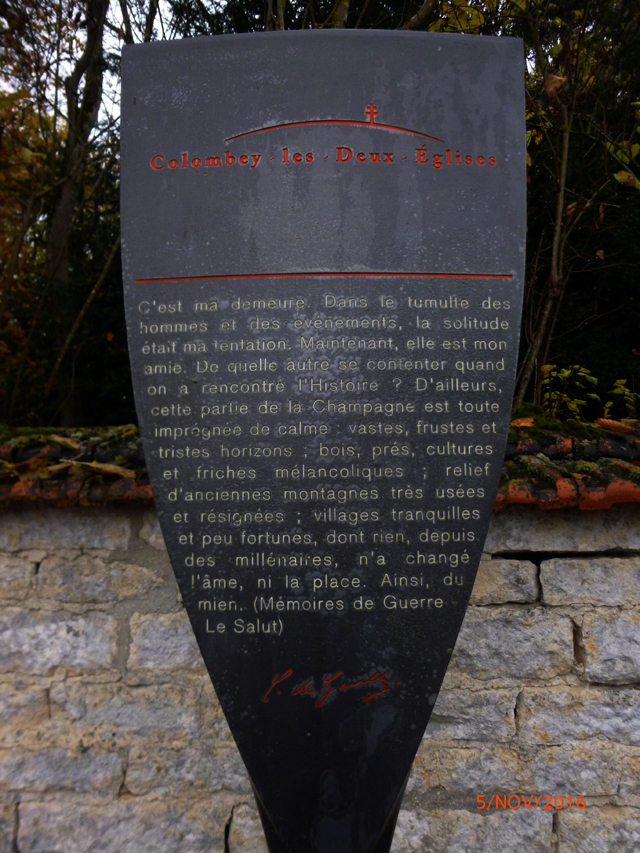 Colombey - les - Deux - Églises
C'est ma demeure. Dans le tumulte des
hommes et des événements, la solitude
était ma tentation. Maintenant, elle est mon
amie. De quelle autre se contenter quand
on a rencontré l'Histoire ? D'ailleurs,
cette partie de la Champagne est toute
imprégnée de calme : vastes, frustes et
tristes horizons ; bois, prés, cultures
et friches mélancoliques ; relief
d'anciennes montagnes très usées
et résignées ; villages tranquilles
et peu fortunés, dont rien, depuis
des millénaires, n'a changé
l'âme, ni la place. Ainsi, du
mien. (Mémoires de Guerre -
Le Salut)
C. de Gaulle
5/NOV/2016